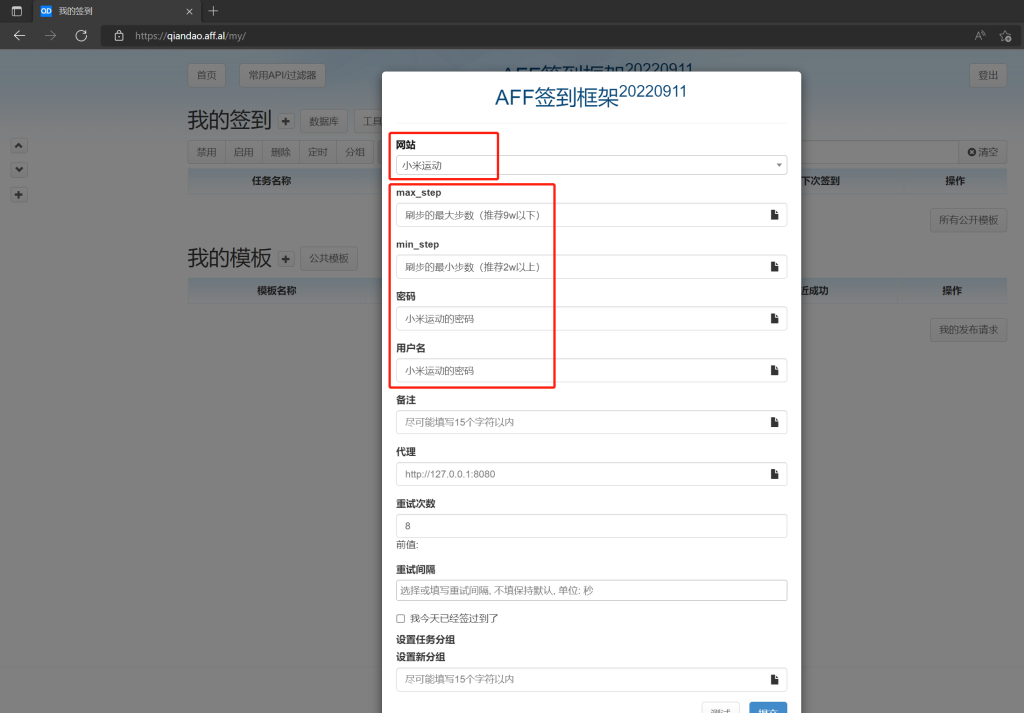 我的签到
https://qiandao.aff.al/my/
首页
常用API/过滤器
AFF签到框架20220911
登出
AFF签到框架20220911
我的签到
数据库
工具
禁用
启用
删除
定时
分组
清空
任务名称
下次签到
操作
所有公开模板
我的模板
公共模板
模板名称
近成功
操作
我的发布请求
网站
小米运动
max_step
刷步的最大步数（推荐9w以下）
min_step
刷步的最小步数（推荐2w以上）
密码
小米运动的密码
用户名
小米运动的密码
备注
尽可能填写15个字符以内
代理
http://127.0.0.1:8080
重试次数
8
前值:
重试间隔
选择或填写重试间隔, 不填保持默认, 单位: 秒
我今天已经签过到了
设置任务分组
设置新分组
尽可能填写15个字符以内
测试
提交